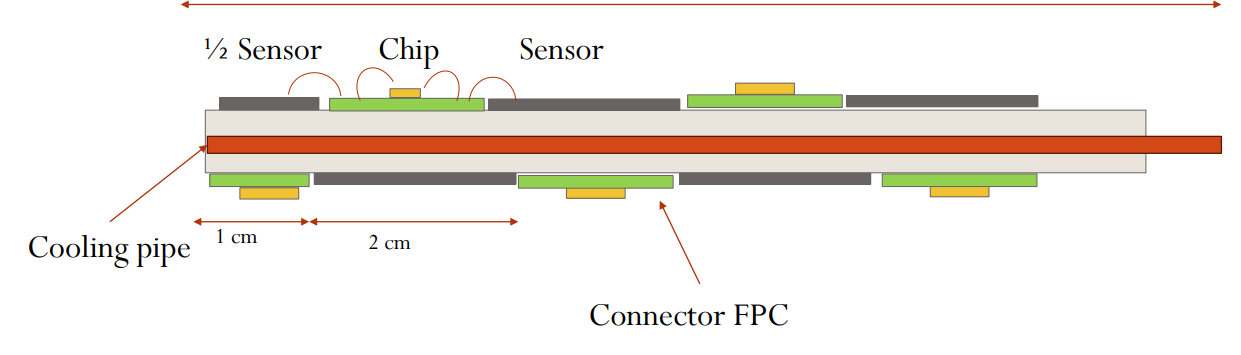 ½ Sensor
Chip
Sensor
1 cm
2 cm
Cooling pipe
Connector FPC